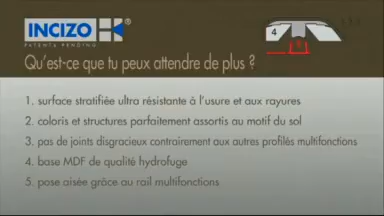 INCIZO
PATENTS PENDING
4
Qu'est-ce que tu peux attendre de plus ?
1. surface stratifiée ultra résistante à l'usure et aux rayures
2. coloris et structures parfaitement assortis au motif du sol
3. pas de joints disgracieux contrairement aux autres profilés multifonctions
4. base MDF de qualité hydrofuge
5. pose aisée grâce au rail multifonctions